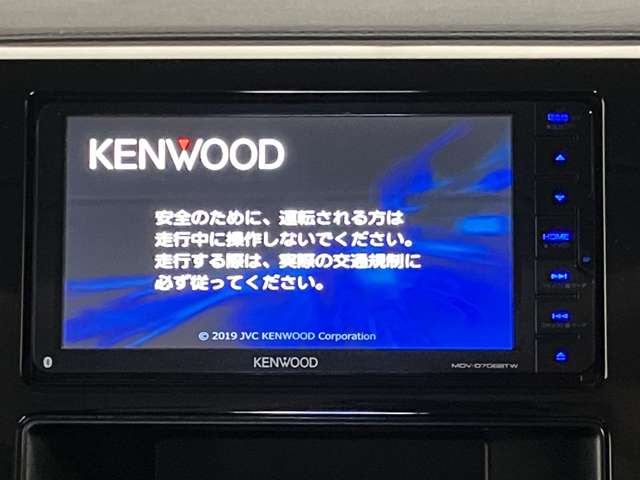 KENWOOD
安全のために、運転される方は
走行中に操作しないでください。
走行する際は、実際の交通規制に
必ず従ってください。
© 2019 JVC KENWOOD Corporation
KENWOOD
MDV-D706BTW
HOME